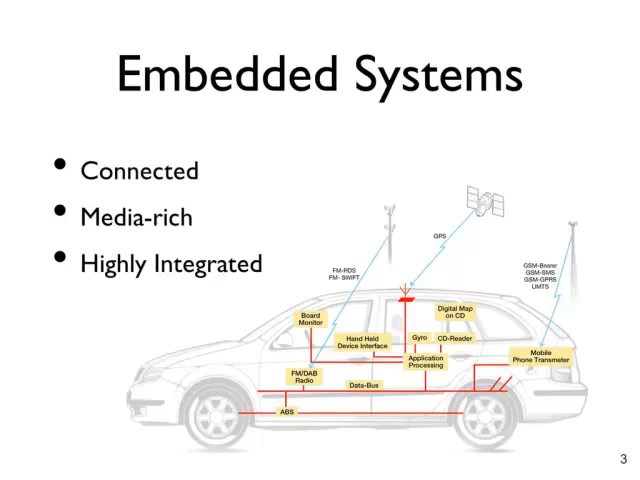 Embedded Systems
• Connected
• Media-rich
• Highly Integrated
GPS
FM-RDS
FM- SWIFT
GSM-Bearer
GSM-SMS
GSM-GPRS
UMTS
Board
Monitor
Digital Map
on CD
Hand Held
Device Interface
Gyro
CD-Reader
Application
Processing
Mobile
Phone Transmeter
FM/DAB
Radio
Data-Bus
ABS
3